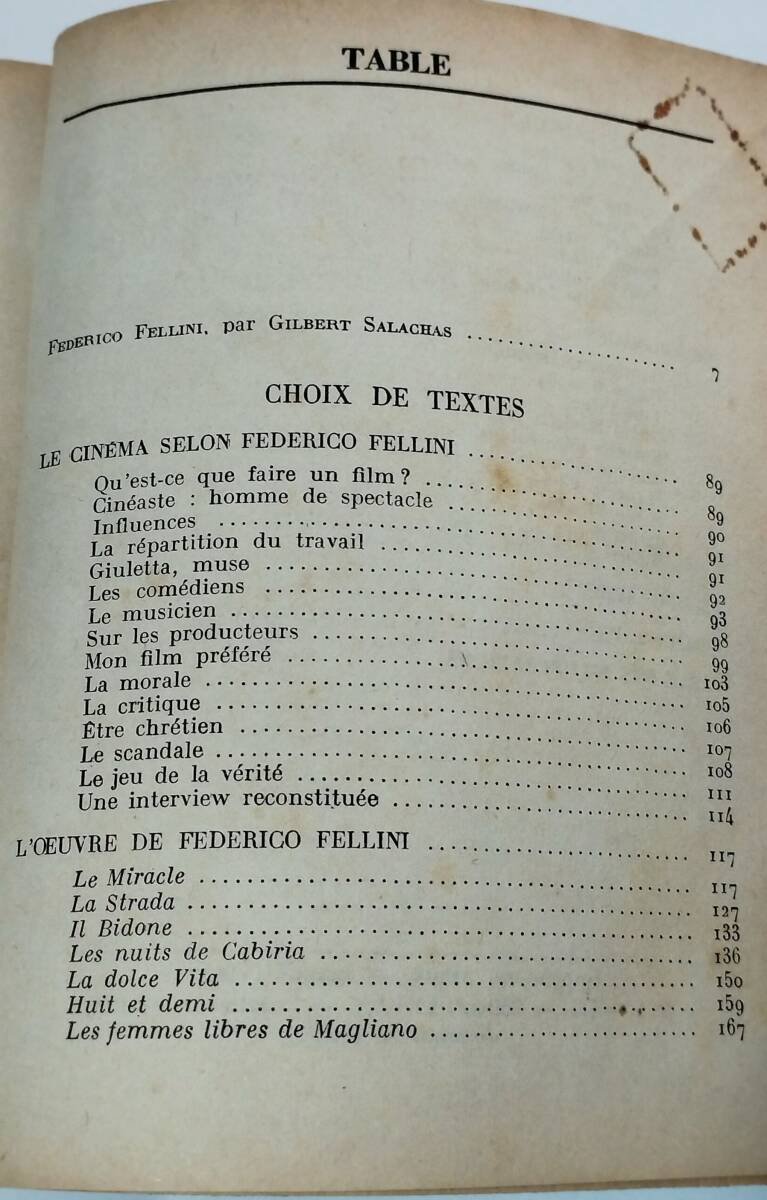 TABLE
FEDERICO FELLINI, par GILBERT SALACHAS .................... 7
CHOIX DE TEXTES
LE CINÉMA SELON FEDERICO FELLINI .................... 89
Qu'est-ce que faire un film ? .................... 89
Cinéaste : homme de spectacle .................... 90
Influences .................... 91
La répartition du travail .................... 91
Giuletta, muse .................... 92
Les comédiens .................... 93
Le musicien .................... 98
Sur les producteurs .................... 99
Mon film préféré .................... 103
La morale .................... 105
La critique .................... 106
Être chrétien .................... 107
Le scandale .................... 108
Le jeu de la vérité .................... 111
Une interview reconstituée .................... 114
L'ŒUVRE DE FEDERICO FELLINI .................... 117
Le Miracle .................... 117
La Strada .................... 127
Il Bidone .................... 133
Les nuits de Cabiria .................... 136
La dolce Vita .................... 150
Huit et demi .................... 159
Les femmes libres de Magliano .................... 167